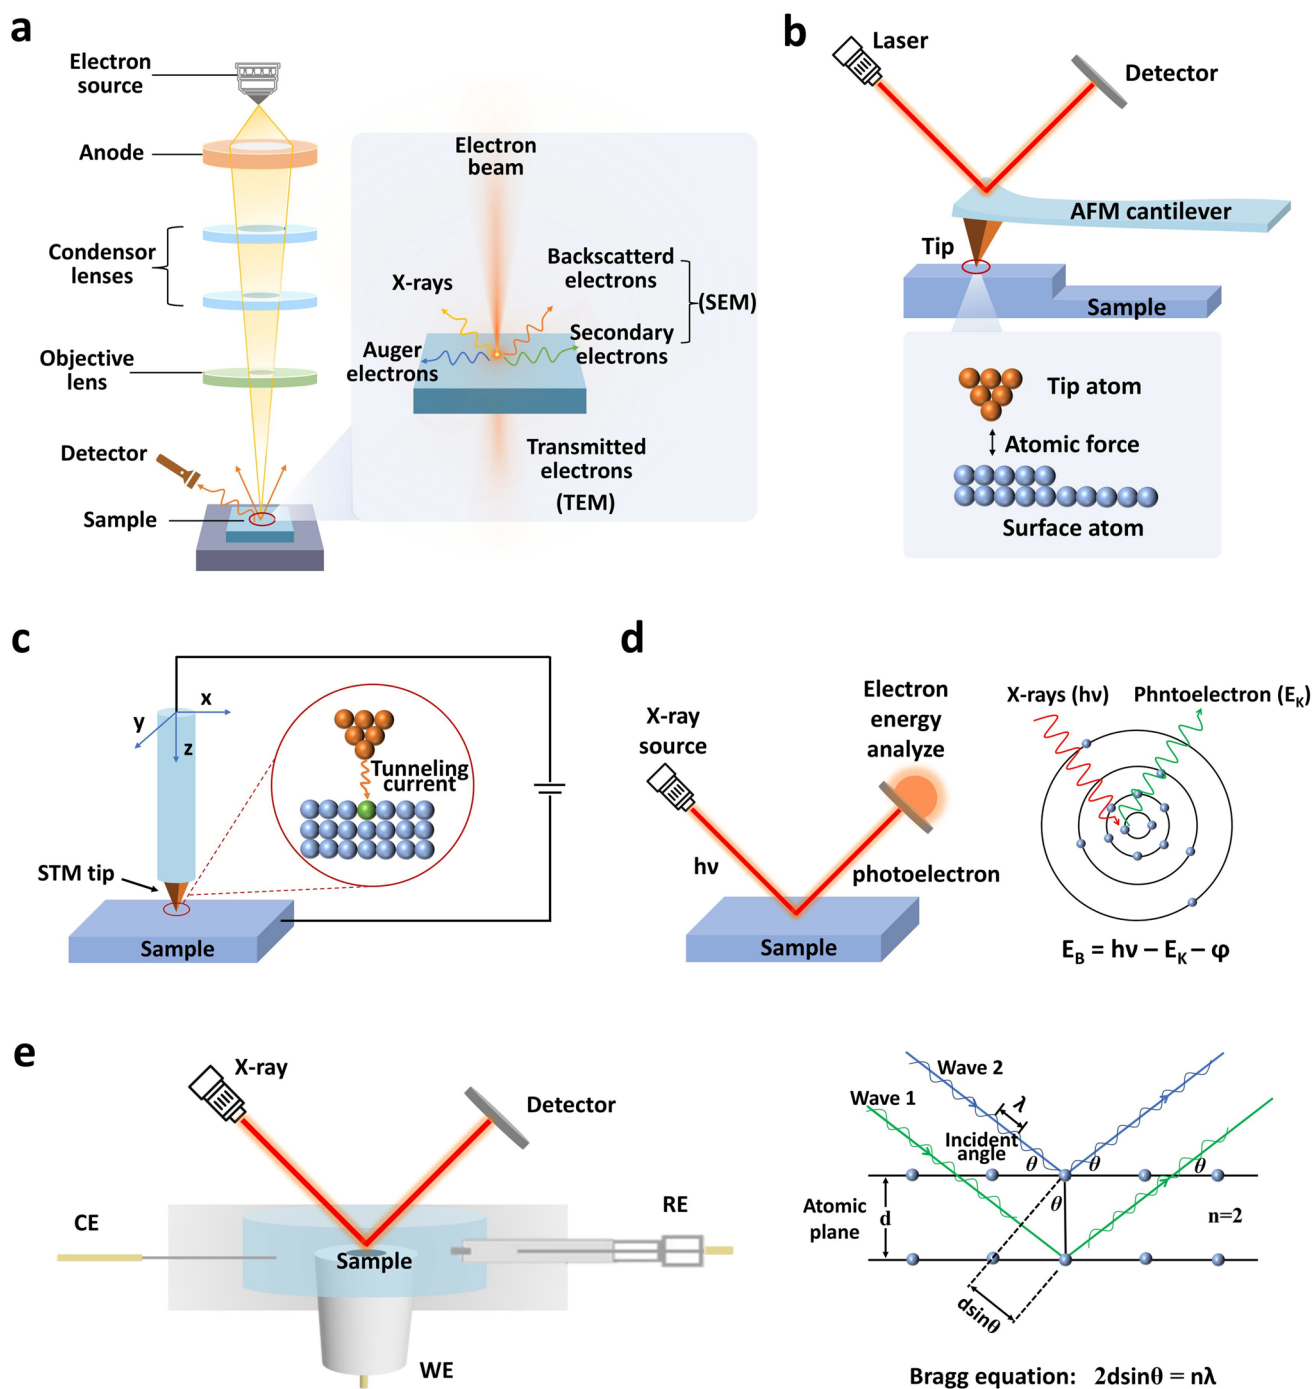 a
Electron
source
Anode
Condensor
lenses
Objective
lens
Detector
Sample
Electron
beam
Backscatterd
electrons
X-rays
(SEM)
Secondary
electrons
Auger
electrons
Transmitted
electrons
(TEM)
b
Laser
Detector
AFM cantilever
Tip
Sample
Tip atom
Atomic force
Surface atom
c
x
y
z
Tunneling
current
STM tip
Sample
d
X-ray
source
Electron
energy
analyze
hν
photoelectron
Sample
X-rays (hν)
Phntoelectron (E_K)
E_B = hν – E_K – φ
e
X-ray
Detector
CE
RE
Sample
WE
Wave 2
Wave 1
λ
Incident
angle
θ
θ
θ
θ
Atomic
plane
d
n=2
dsinθ
Bragg equation: 2dsinθ = nλ